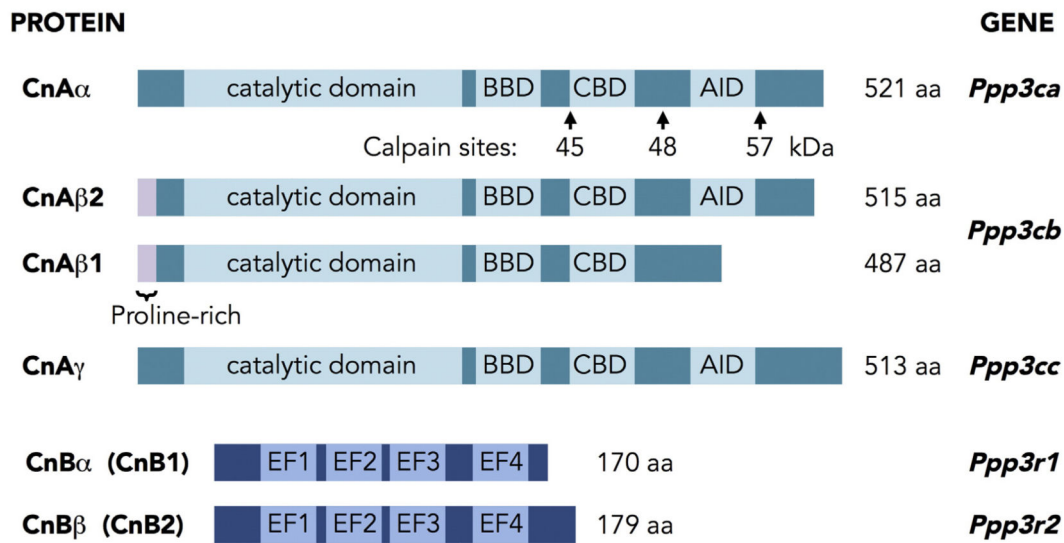 PROTEIN GENE
CnAα catalytic domain BBD CBD AID 521 aa Ppp3ca
Calpain sites: 45 48 57 kDa
CnAβ2 catalytic domain BBD CBD AID 515 aa
Ppp3cb
CnAβ1 catalytic domain BBD CBD 487 aa
Proline-rich
CnAγ catalytic domain BBD CBD AID 513 aa Ppp3cc
CnBα (CnB1) EF1 EF2 EF3 EF4 170 aa Ppp3r1
CnBβ (CnB2) EF1 EF2 EF3 EF4 179 aa Ppp3r2